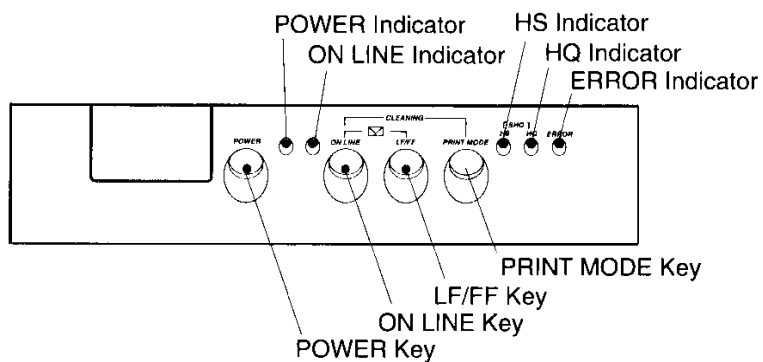 POWER Indicator
HS Indicator
ON LINE Indicator
HQ Indicator
ERROR Indicator
CLEANING
SHQ
POWER
ON LINE
LF/FF
PRINT MODE
HS
HQ
ERROR
PRINT MODE Key
LF/FF Key
ON LINE Key
POWER Key